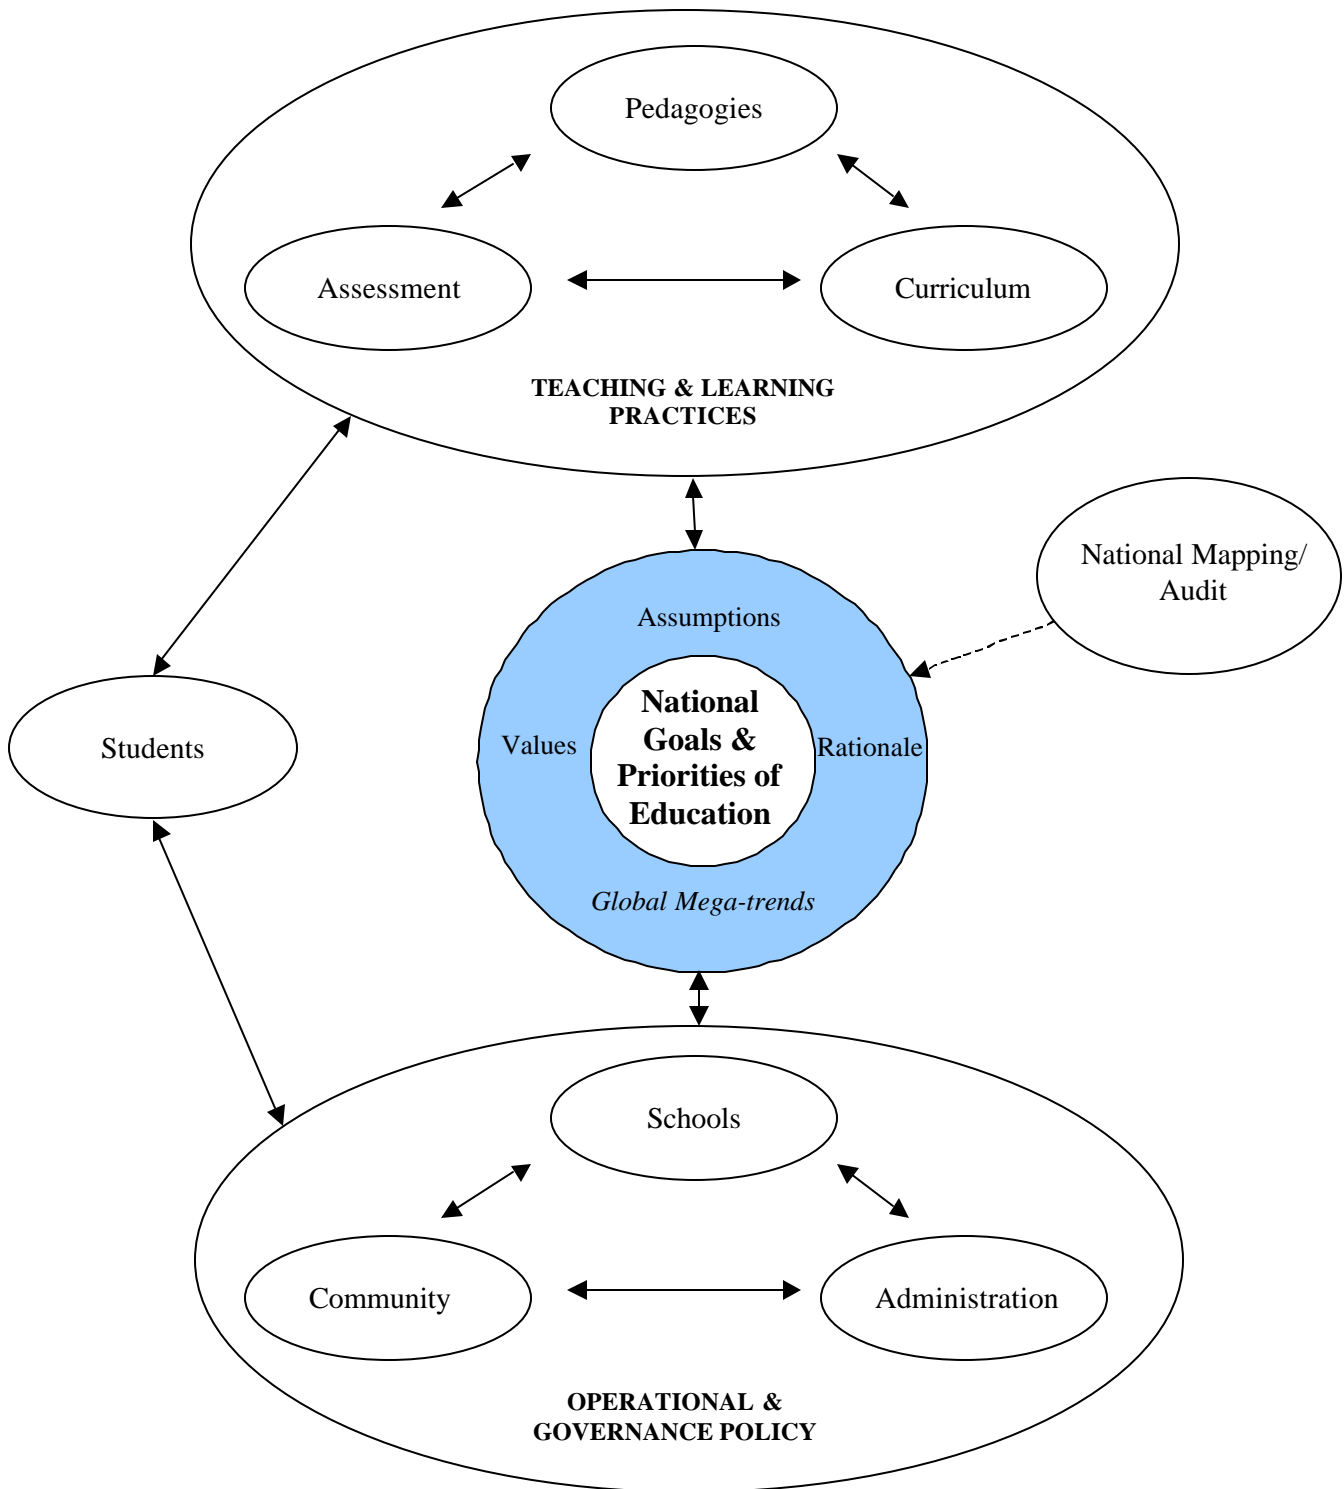 Pedagogies
Assessment
Curriculum
TEACHING & LEARNING
PRACTICES
National Mapping/
Audit
Assumptions
Values
National
Goals &
Priorities of
Education
Rationale
Students
Global Mega-trends
Schools
Community
Administration
OPERATIONAL &
GOVERNANCE POLICY